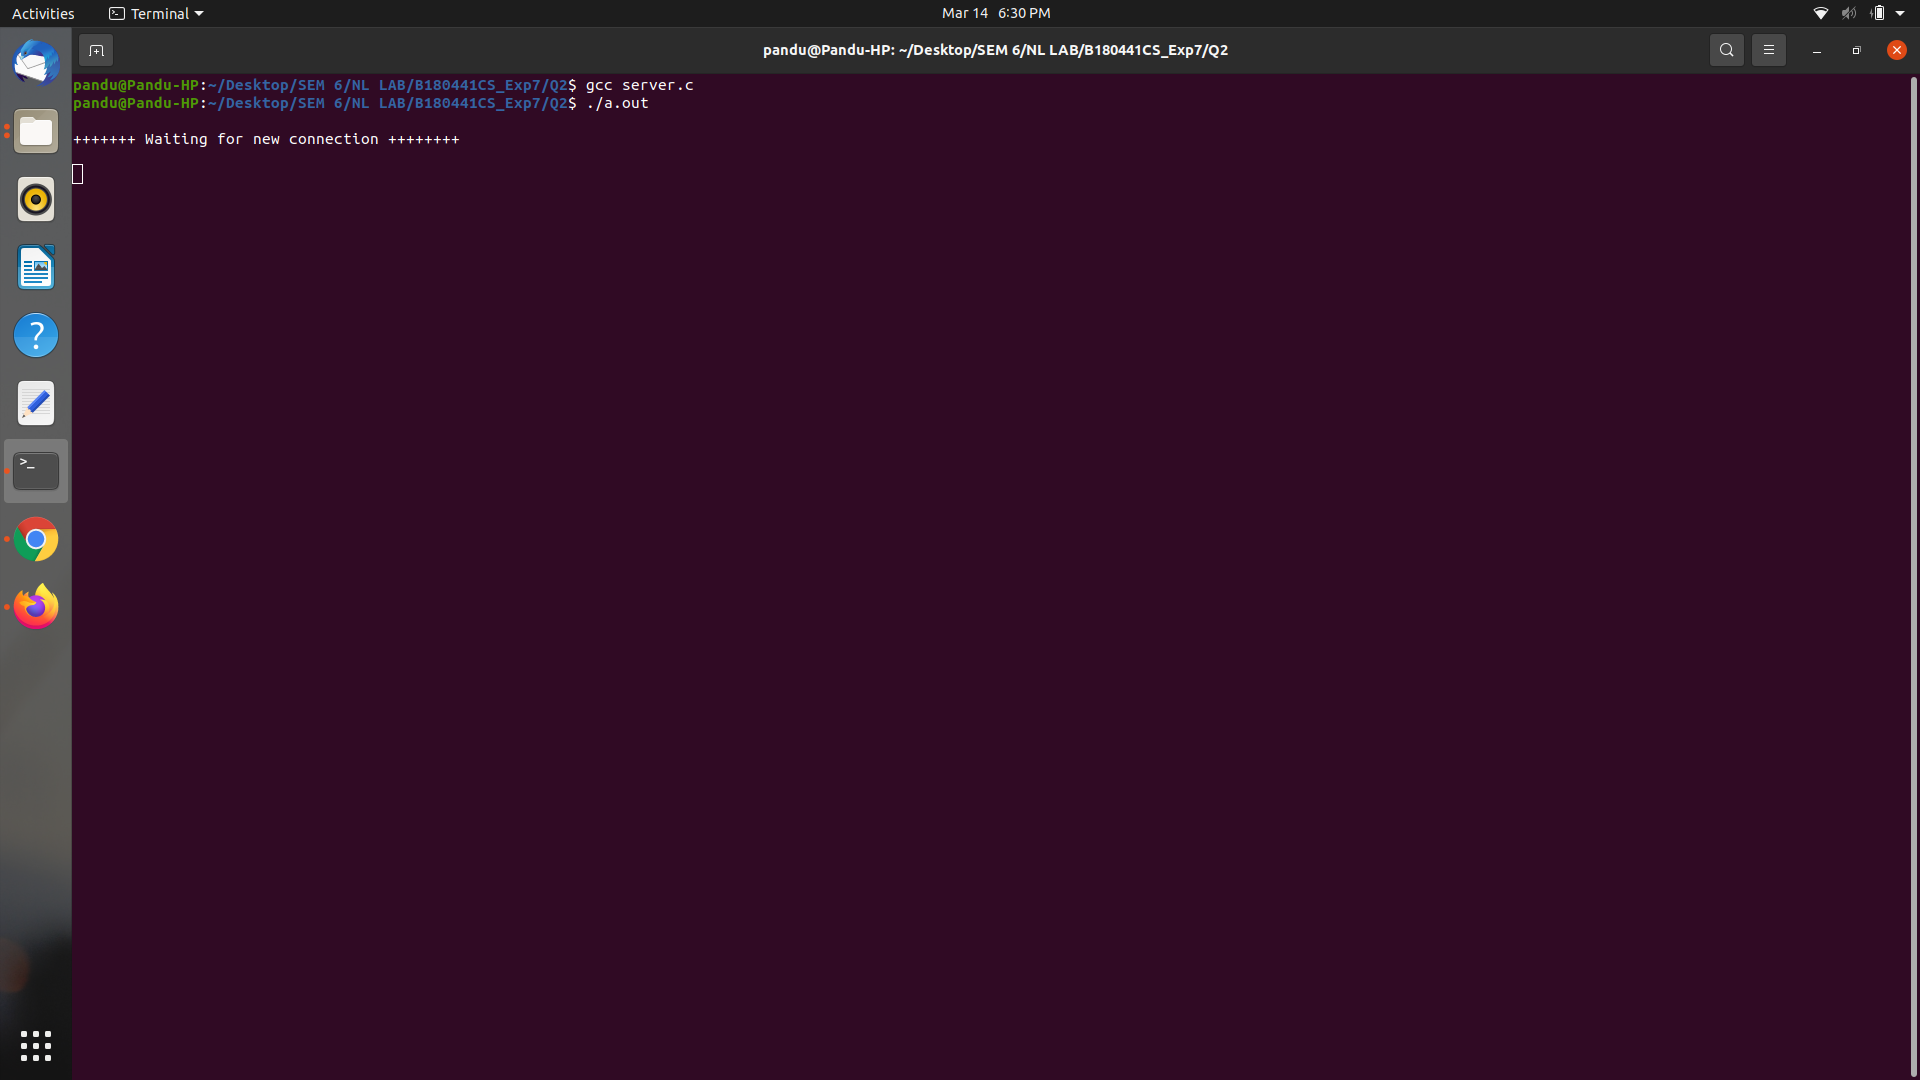 Activities Terminal Mar 14 6:30 PM
pandu@Pandu-HP: ~/Desktop/SEM 6/NL LAB/B180441CS_Exp7/Q2
pandu@Pandu-HP:~/Desktop/SEM 6/NL LAB/B180441CS_Exp7/Q2$ gcc server.c
pandu@Pandu-HP:~/Desktop/SEM 6/NL LAB/B180441CS_Exp7/Q2$ ./a.out
+++++++ Waiting for new connection ++++++++